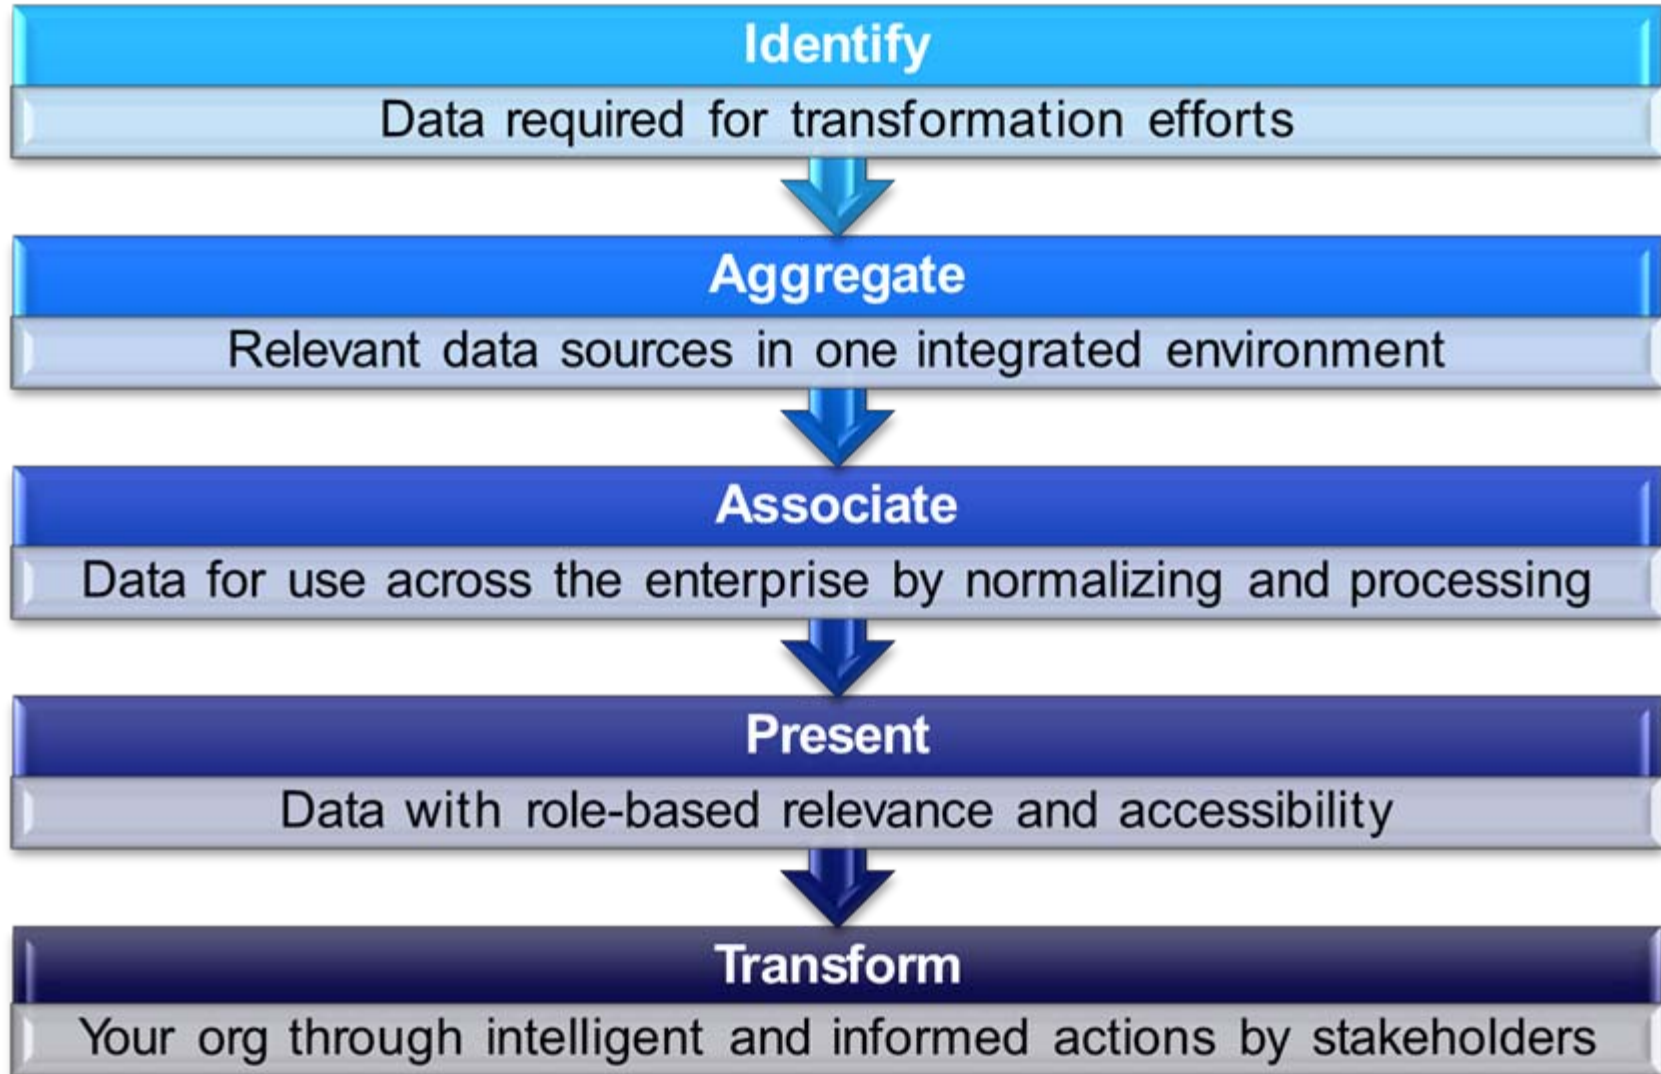 Identify
Data required for transformation efforts
Aggregate
Relevant data sources in one integrated environment
Associate
Data for use across the enterprise by normalizing and processing
Present
Data with role-based relevance and accessibility
Transform
Your org through intelligent and informed actions by stakeholders